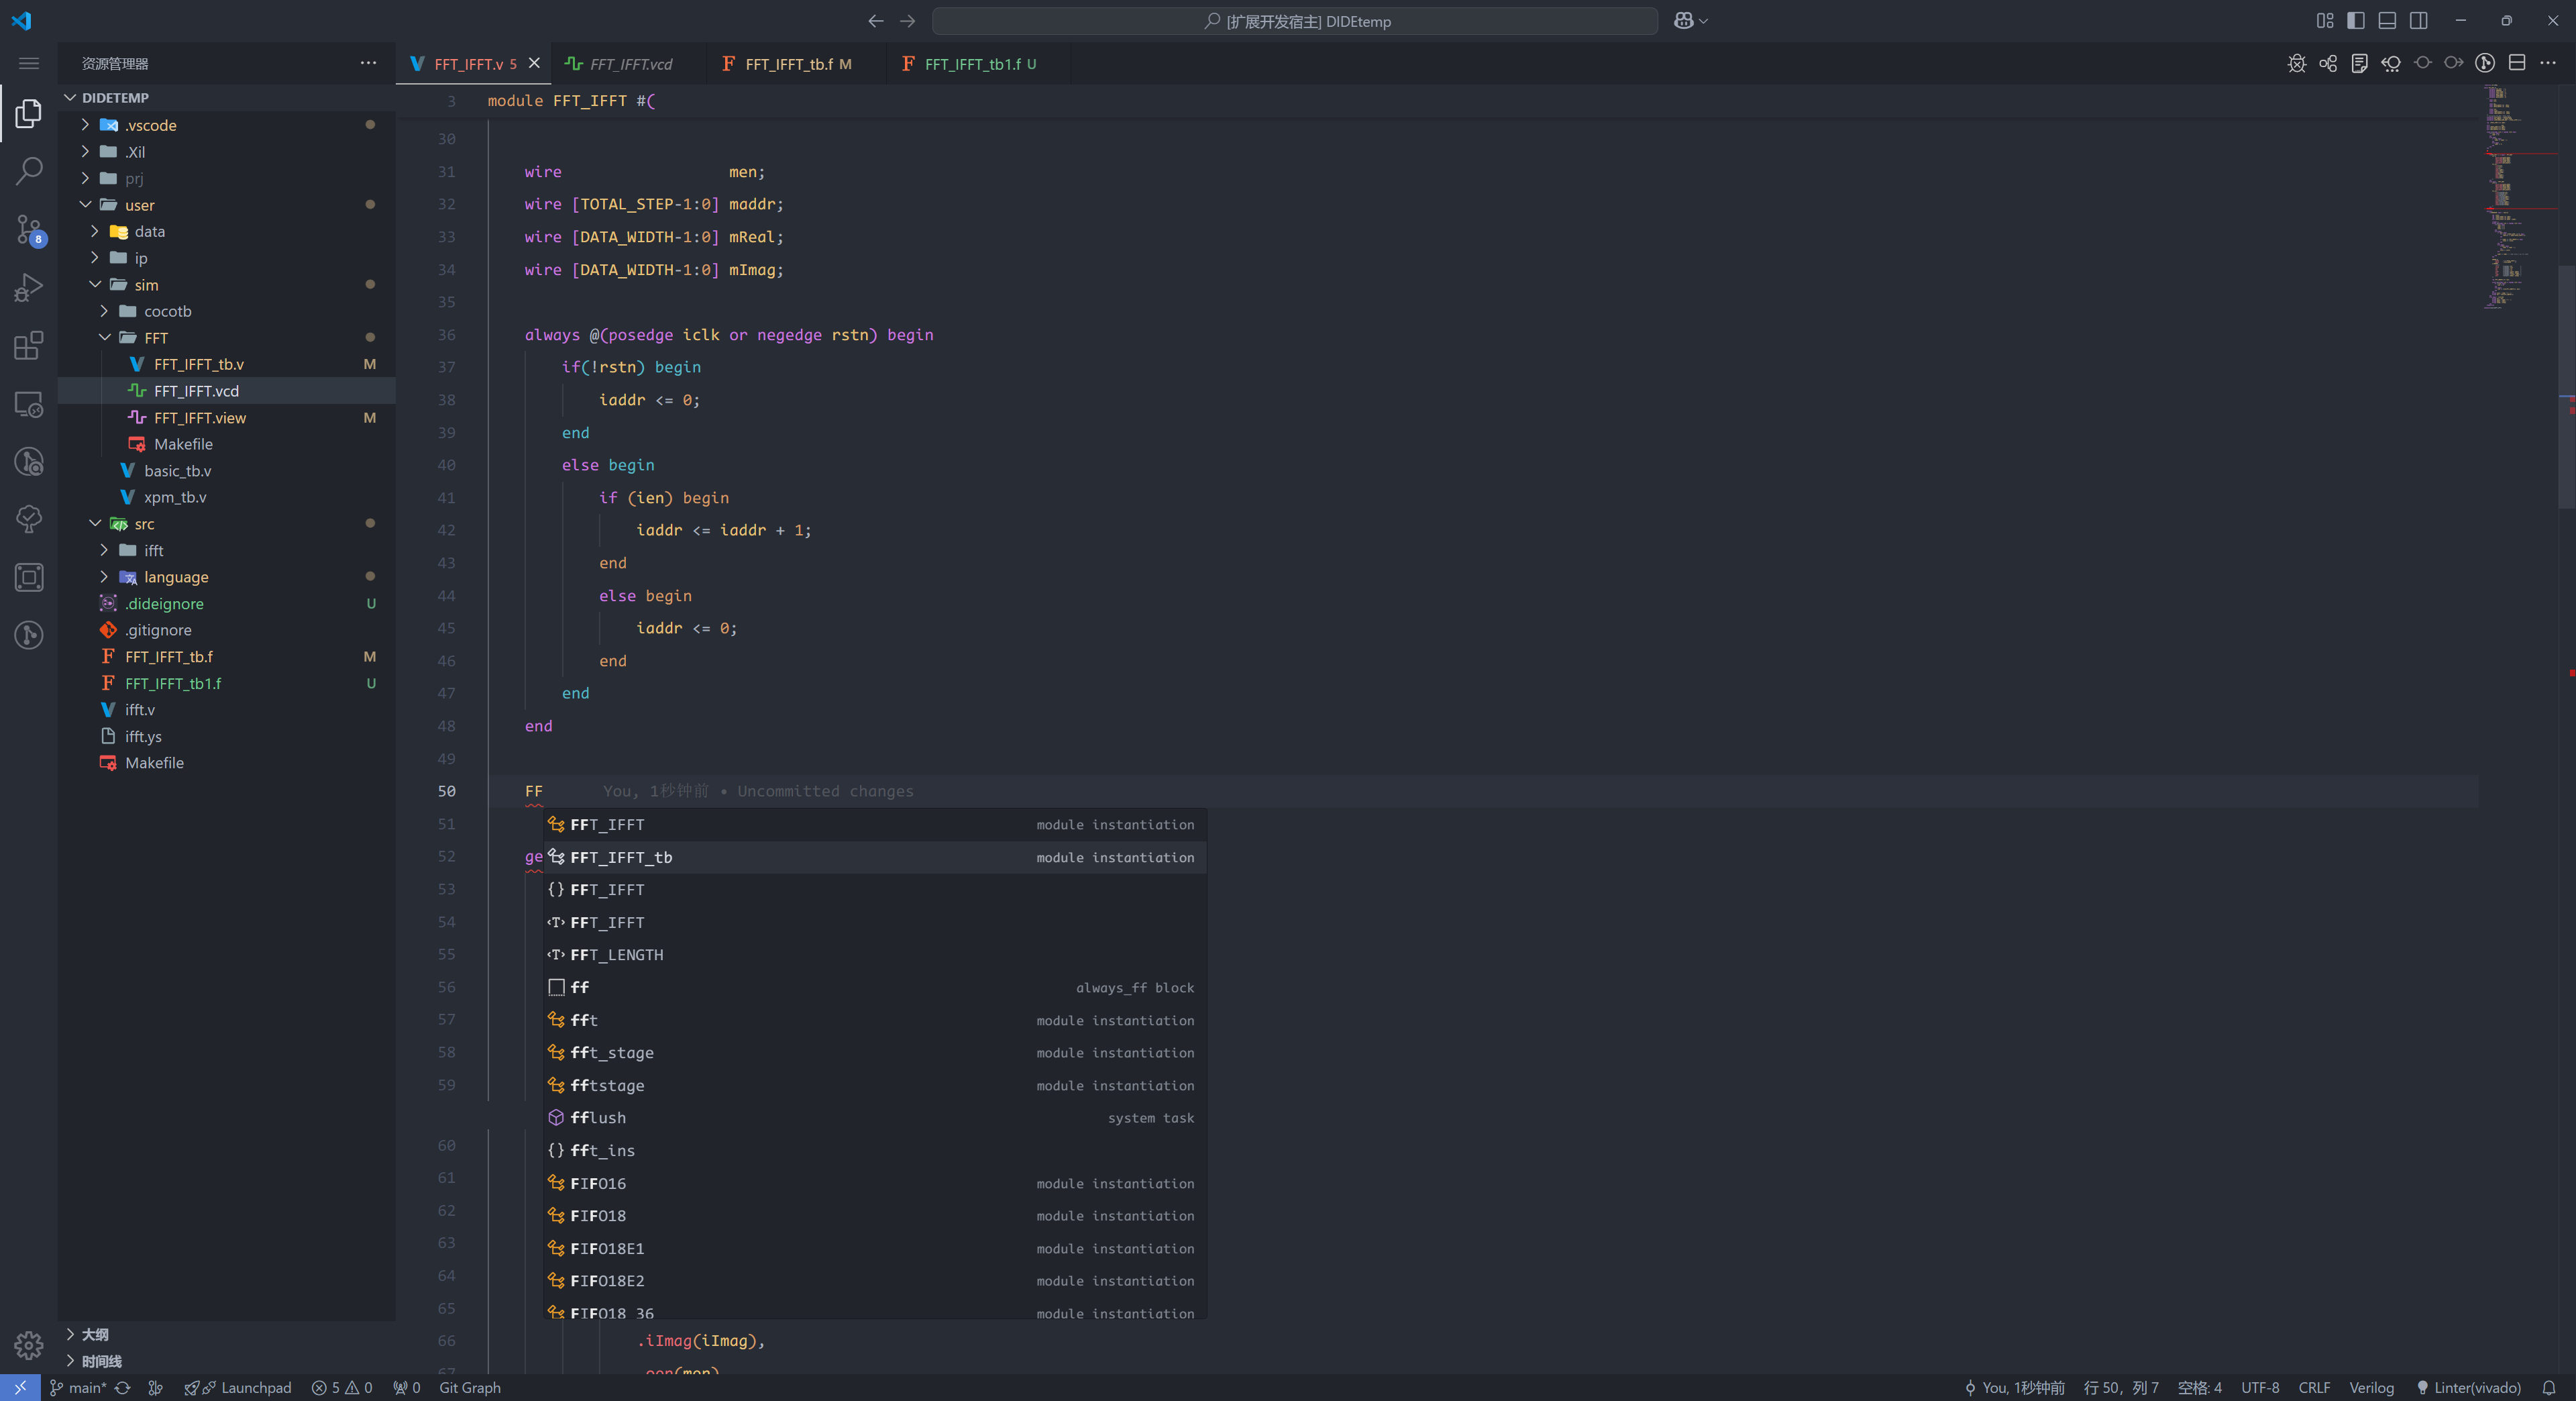 [扩展开发宿主] DIDEtemp
资源管理器
FFT_IFFT.v 5
FFT_IFFT.vcd
FFT_IFFT_tb.f M
FFT_IFFT_tb1.f U
DIDETEMP
.vscode
.Xil
prj
user
data
ip
sim
cocotb
FFT
FFT_IFFT_tb.v M
FFT_IFFT.vcd
FFT_IFFT.view M
Makefile
basic_tb.v
xpm_tb.v
src
ifft
language
.dideignore U
.gitignore
FFT_IFFT_tb.f M
FFT_IFFT_tb1.f U
ifft.v
ifft.ys
Makefile
大纲
时间线
8
3 module FFT_IFFT #(
30
31 wire men;
32 wire [TOTAL_STEP-1:0] maddr;
33 wire [DATA_WIDTH-1:0] mReal;
34 wire [DATA_WIDTH-1:0] mImag;
35
36 always @(posedge iclk or negedge rstn) begin
37 if(!rstn) begin
38 iaddr <= 0;
39 end
40 else begin
41 if (ien) begin
42 iaddr <= iaddr + 1;
43 end
44 else begin
45 iaddr <= 0;
46 end
47 end
48 end
49
50 FF You, 1秒钟前 • Uncommitted changes
51 FFT_IFFT module instantiation
52 ge FFT_IFFT_tb module instantiation
53 {} FFT_IFFT
54 <T> FFT_IFFT
55 <T> FFT_LENGTH
56 ff always_ff block
57 fft module instantiation
58 fft_stage module instantiation
59 fftstage module instantiation
fflush system task
60 {} fft_ins
61 FIFO16 module instantiation
62 FIFO18 module instantiation
63 FIFO18E1 module instantiation
64 FIFO18E2 module instantiation
65 FIFO18_36 module instantiation
66 .iImag(iImag),
67 .oen(men),
main* Launchpad 5 0 0 Git Graph
You, 1秒钟前 行 50，列 7 空格: 4 UTF-8 CRLF Verilog Linter(vivado)